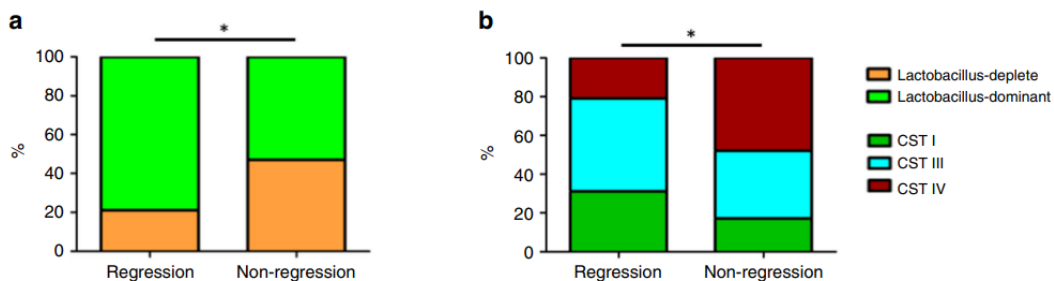 a
*
100
80
60
40
20
0
%
Regression
Non-regression
b
*
100
80
60
40
20
0
%
Regression
Non-regression
Lactobacillus-deplete
Lactobacillus-dominant
CST I
CST III
CST IV